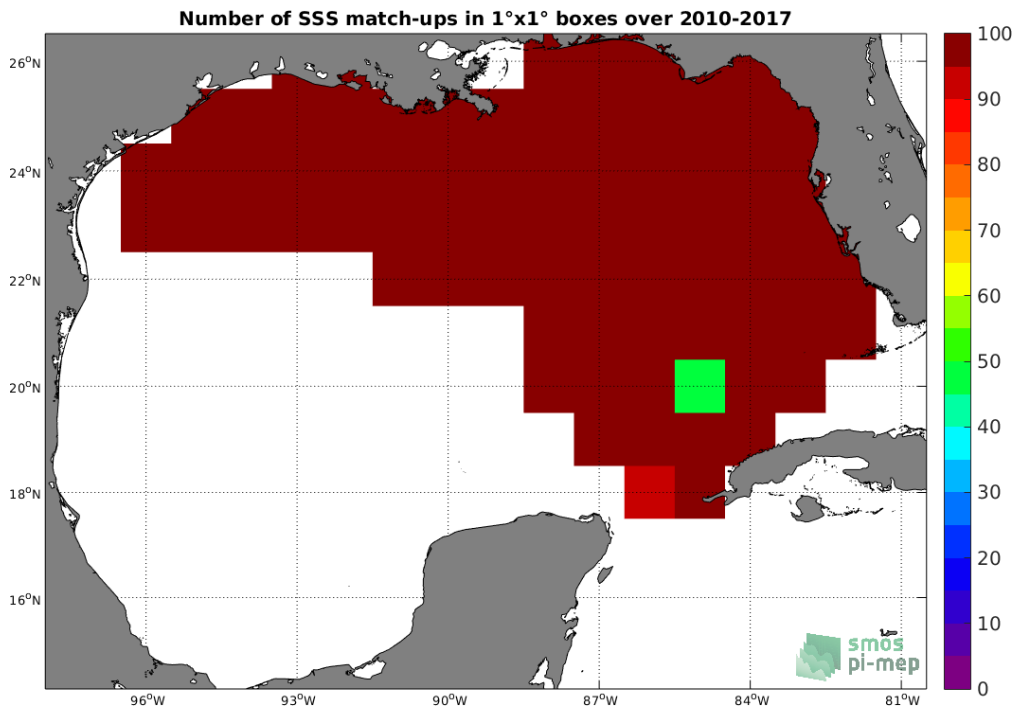 Number of SSS match-ups in 1°x1° boxes over 2010-2017
26°N
24°N
22°N
20°N
18°N
16°N
96°W
93°W
90°W
87°W
84°W
81°W
100
90
80
70
60
50
40
30
20
10
0
smos
pi-mep